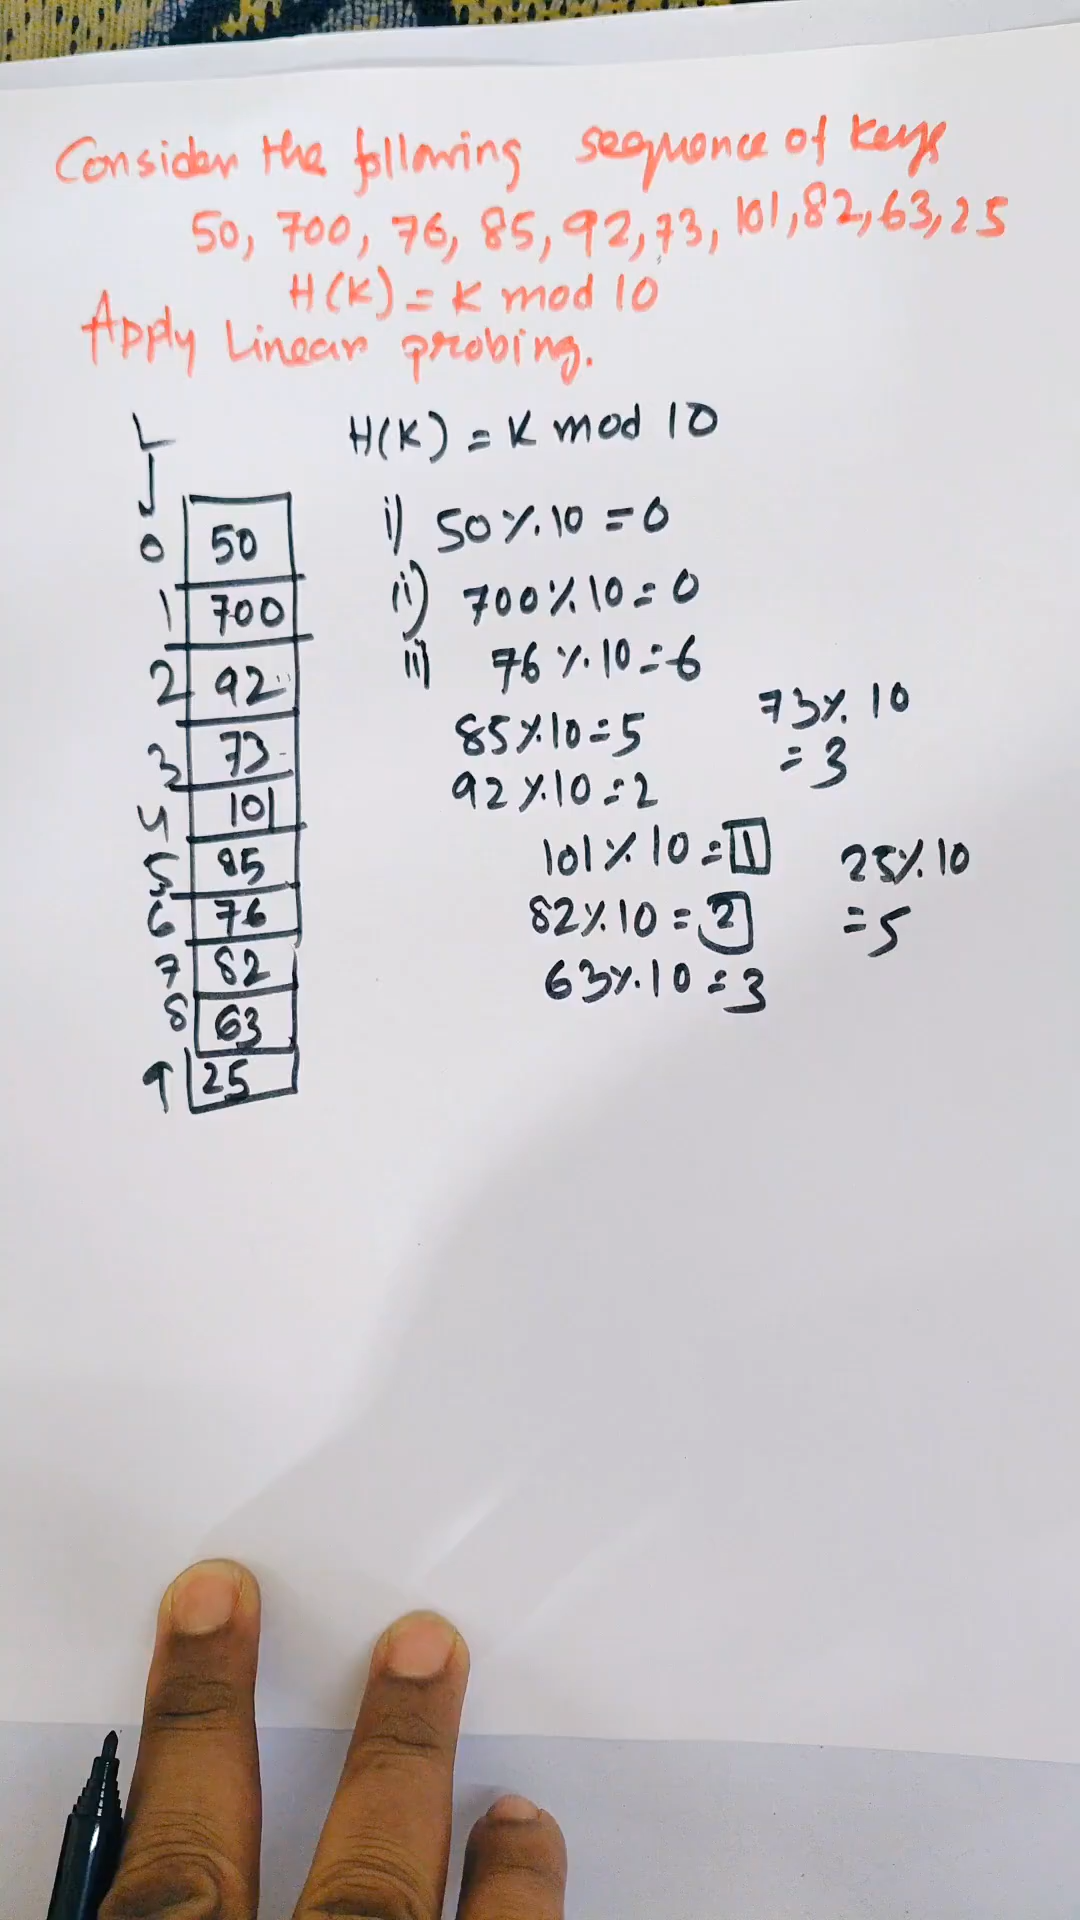 Consider the following sequence of keys
50, 700, 76, 85, 92, 73, 101, 82, 63, 25
H(K) = K mod 10
Apply Linear probing.
H(K) = K mod 10
0 50
1 700
2 92
3 73
4 101
5 85
6 76
7 82
8 63
9 25
i) 50 % 10 = 0
ii) 700 % 10 = 0
iii) 76 % 10 = 6
85 % 10 = 5
92 % 10 = 2
73 % 10
= 3
101 % 10 = 1
82 % 10 = 2
63 % 10 = 3
25 % 10
= 5